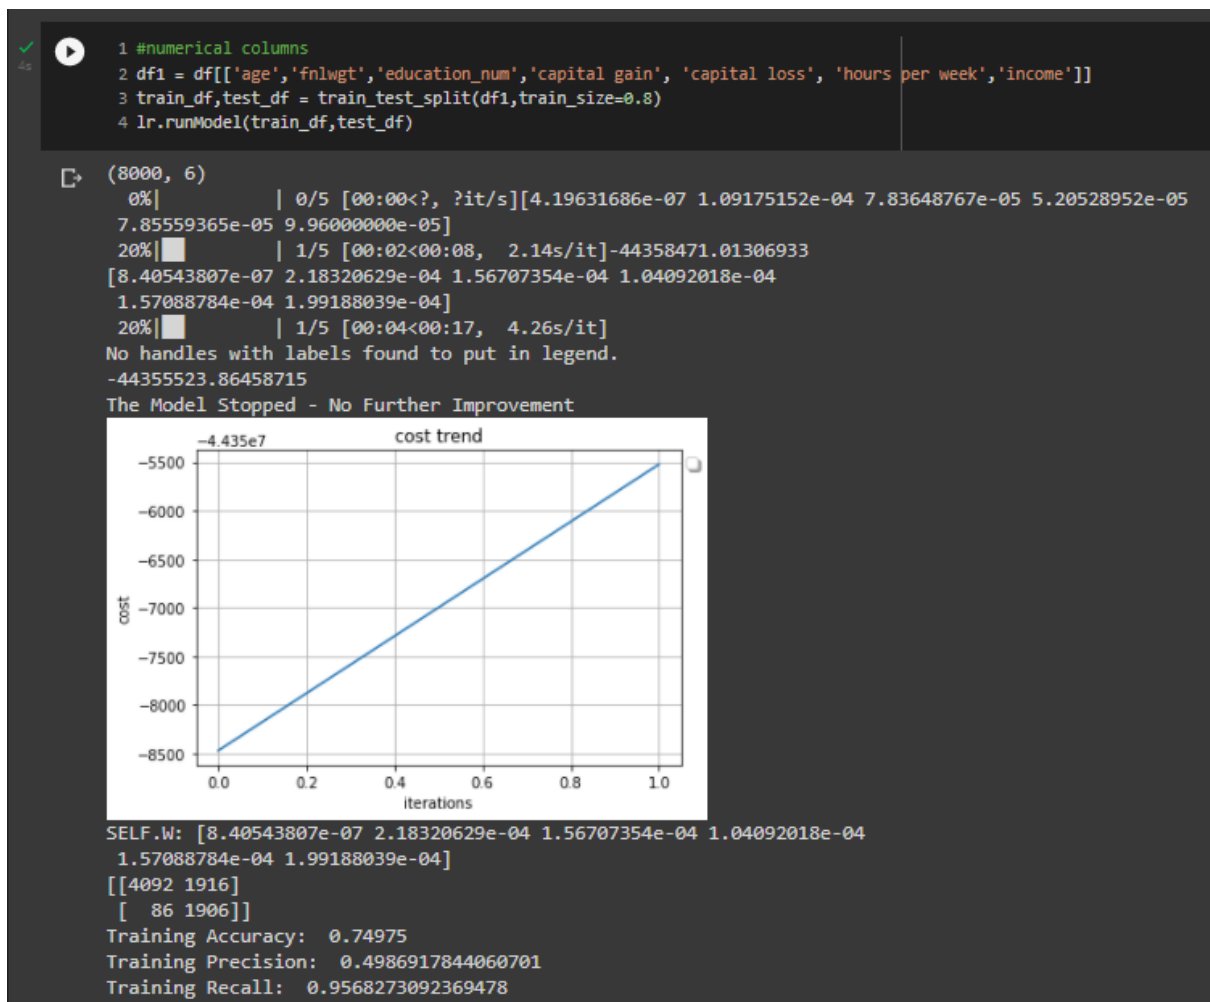 1 #numerical columns
4s
2 df1 = df[['age','fnlwgt','education_num','capital gain', 'capital loss', 'hours per week','income']]
3 train_df,test_df = train_test_split(df1,train_size=0.8)
4 lr.runModel(train_df,test_df)
(8000, 6)
0%| | 0/5 [00:00<?, ?it/s][4.19631686e-07 1.09175152e-04 7.83648767e-05 5.20528952e-05
7.85559365e-05 9.96000000e-05]
20%|██ | 1/5 [00:02<00:08, 2.14s/it]-44358471.01306933
[8.40543807e-07 2.18320629e-04 1.56707354e-04 1.04092018e-04
1.57088784e-04 1.99188039e-04]
20%|██ | 1/5 [00:04<00:17, 4.26s/it]
No handles with labels found to put in legend.
-44355523.86458715
The Model Stopped - No Further Improvement
−4.435e7
cost trend
−5500
−6000
−6500
−7000
−7500
−8000
−8500
cost
0.0 0.2 0.4 0.6 0.8 1.0
iterations
SELF.W: [8.40543807e-07 2.18320629e-04 1.56707354e-04 1.04092018e-04
1.57088784e-04 1.99188039e-04]
[[4092 1916]
[ 86 1906]]
Training Accuracy: 0.74975
Training Precision: 0.4986917844060701
Training Recall: 0.9568273092369478